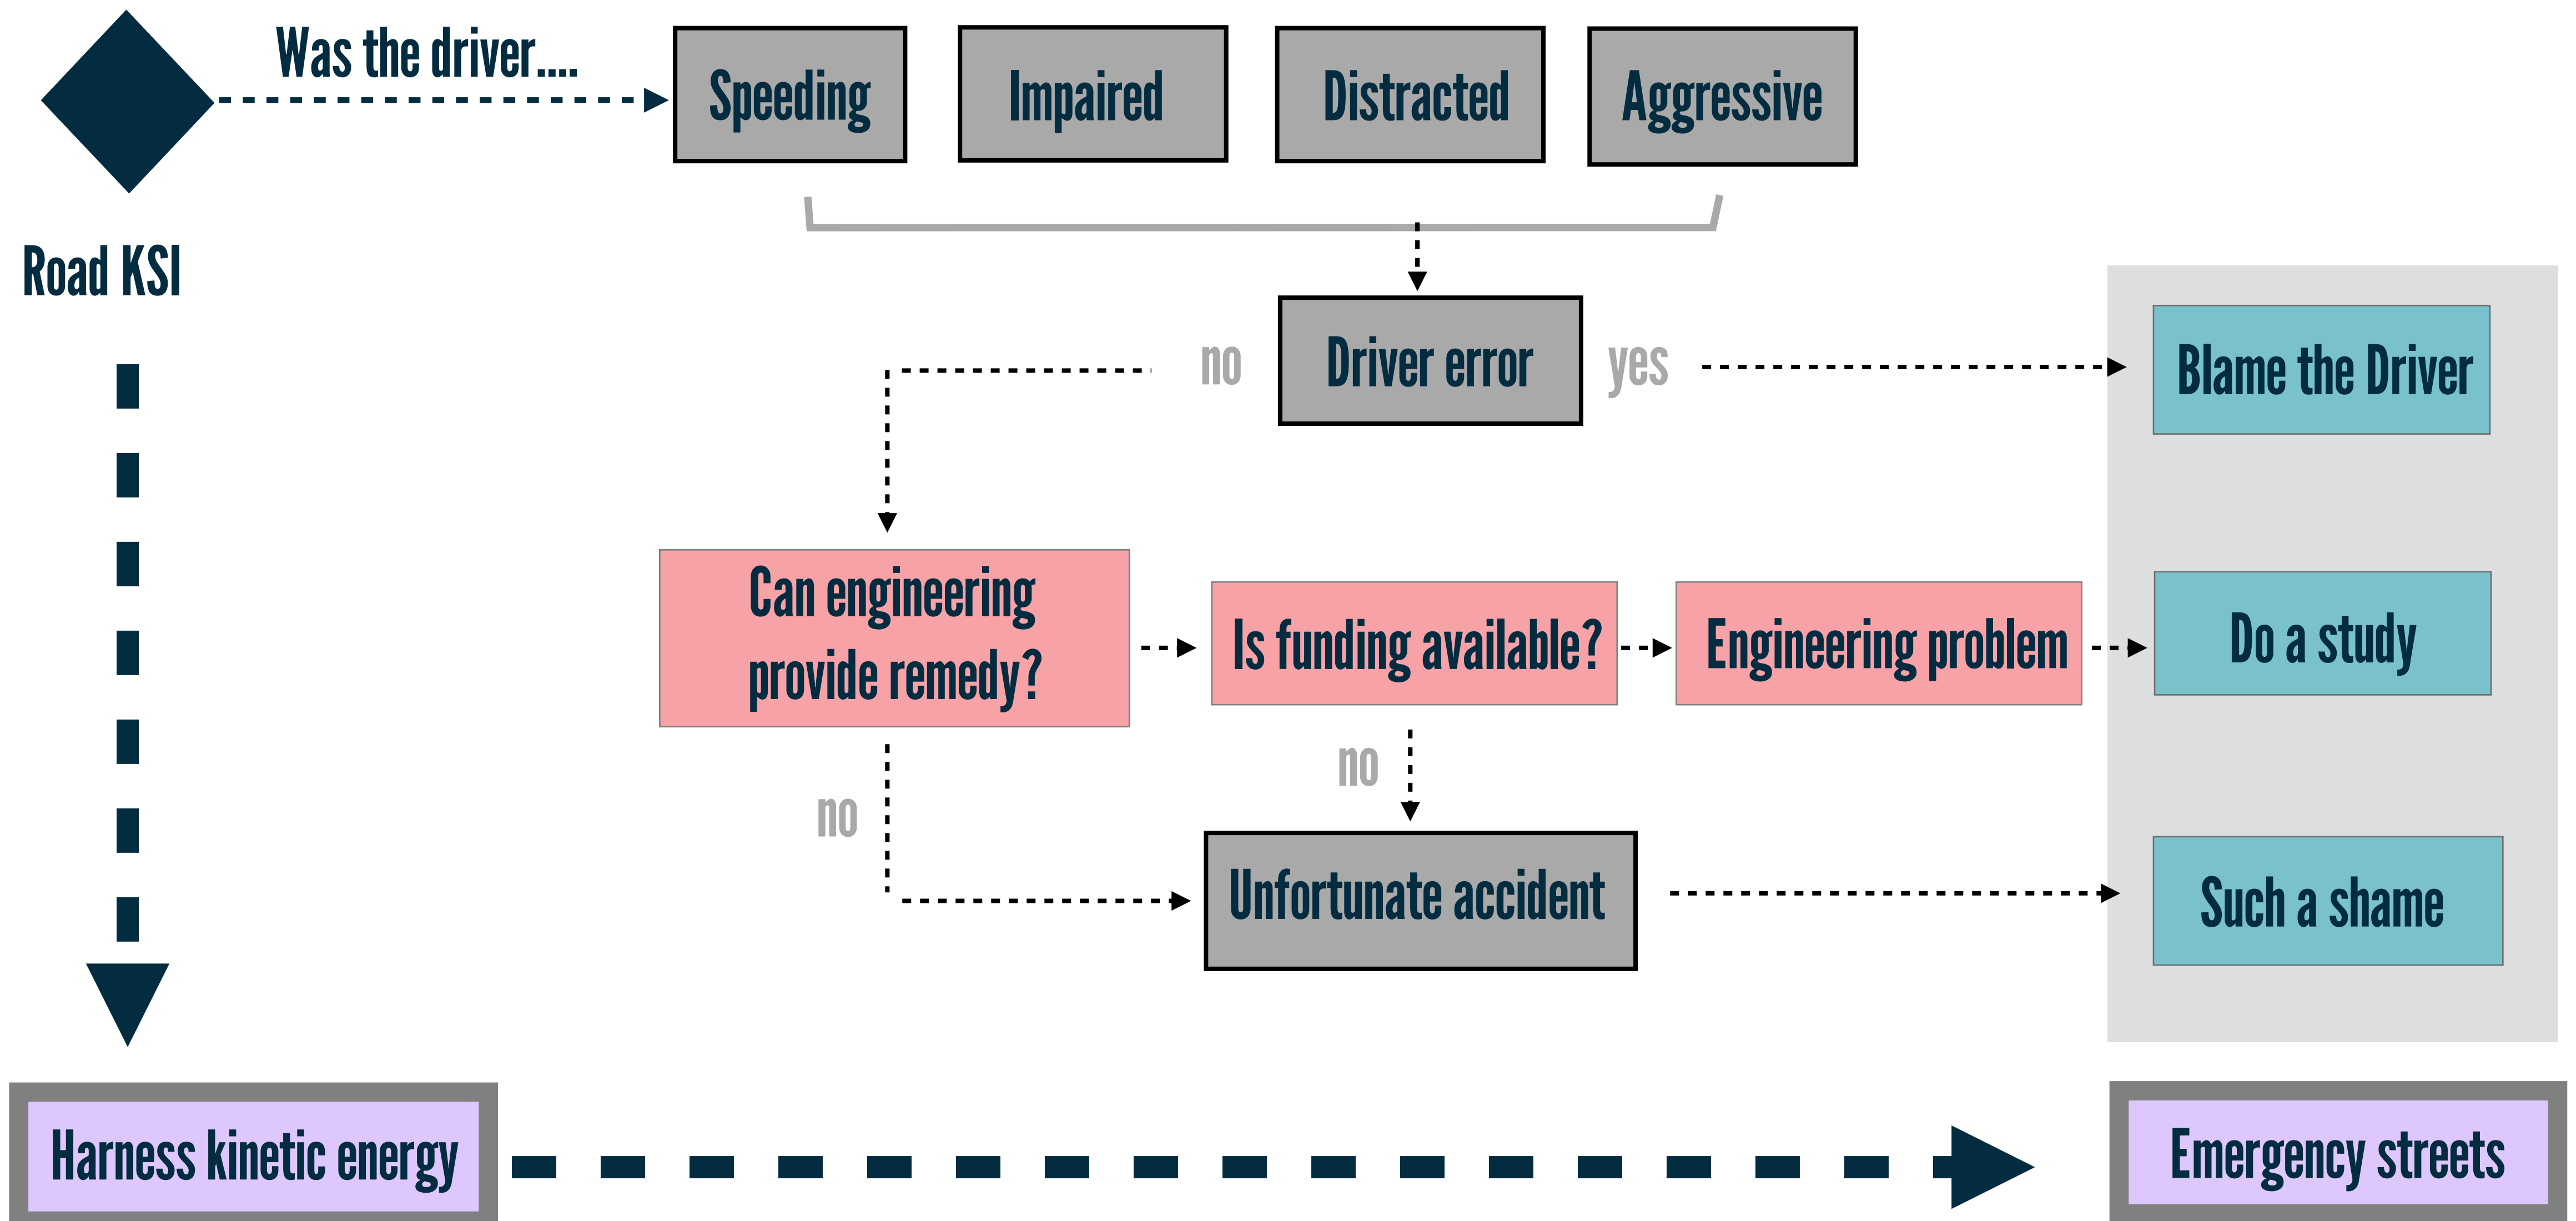 Was the driver....
Speeding
Impaired
Distracted
Aggressive
Road KSI
no
Driver error
yes
Blame the Driver
Can engineering
provide remedy?
Is funding available?
Engineering problem
Do a study
no
no
Unfortunate accident
Such a shame
Harness kinetic energy
Emergency streets